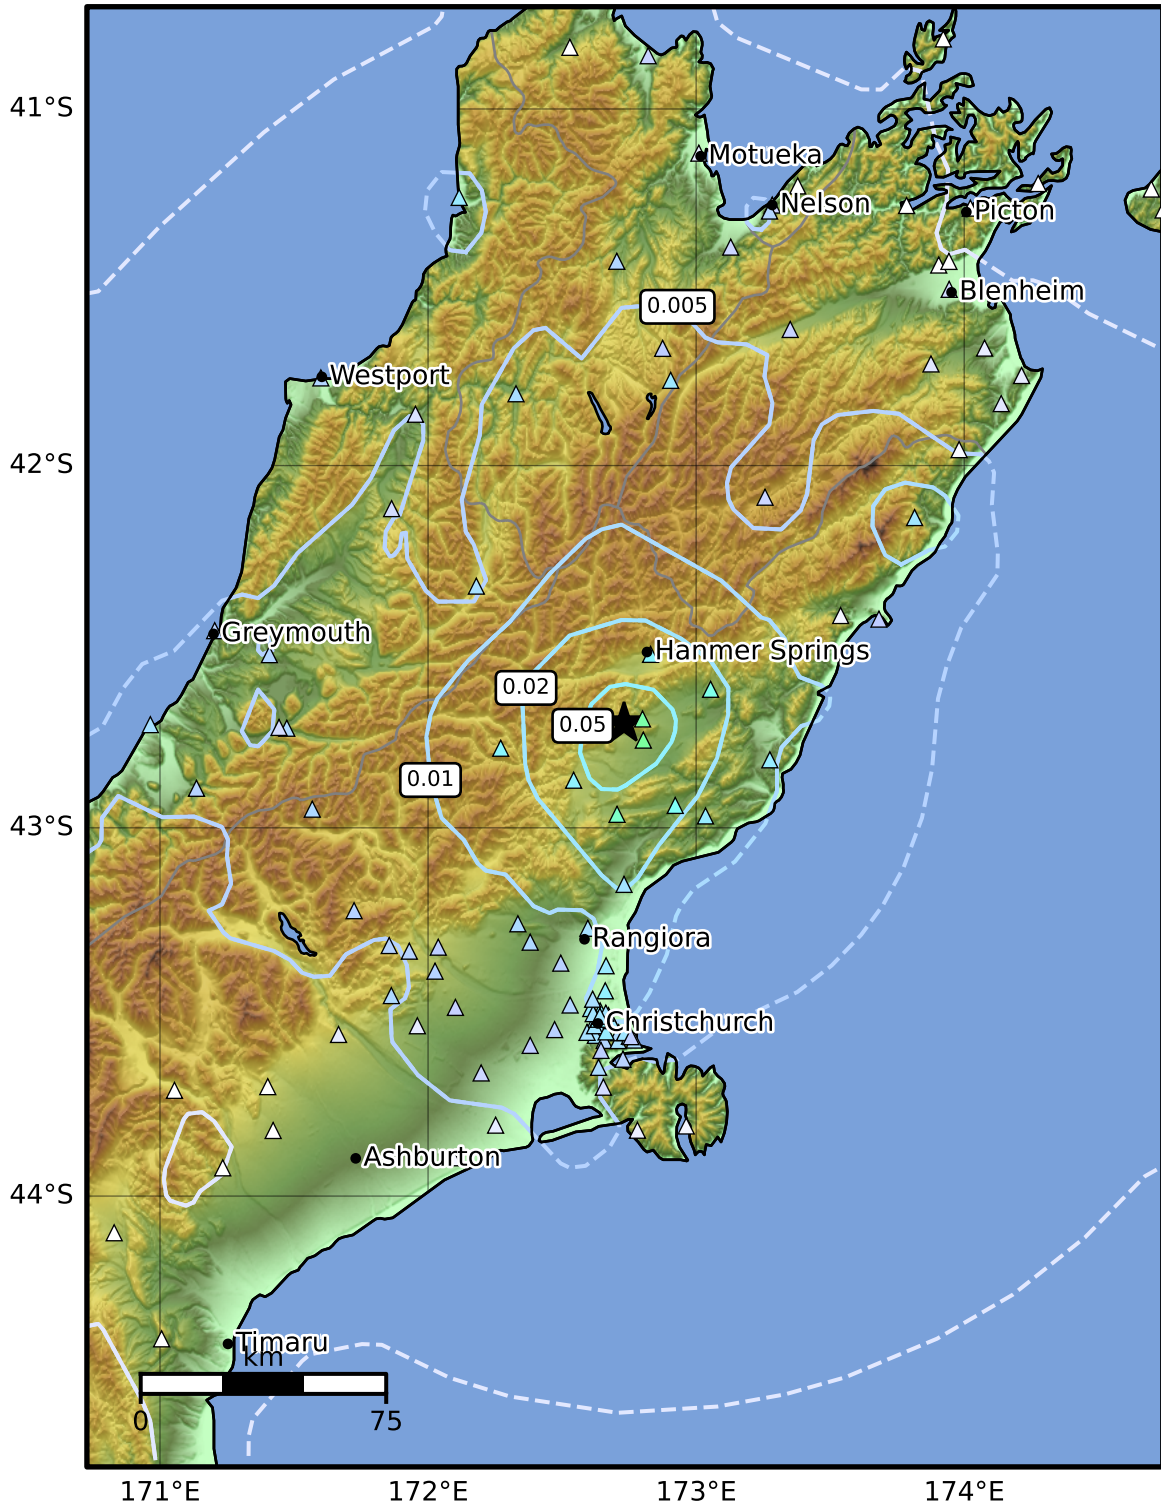 41°S
Motueka
Nelson
Picton
Blenheim
0.005
Westport
42°S
Greymouth
Hanmer Springs
0.02
0.05
0.01
43°S
Rangiora
Christchurch
Ashburton
44°S
Timaru
km
0
75
171°E
172°E
173°E
174°E